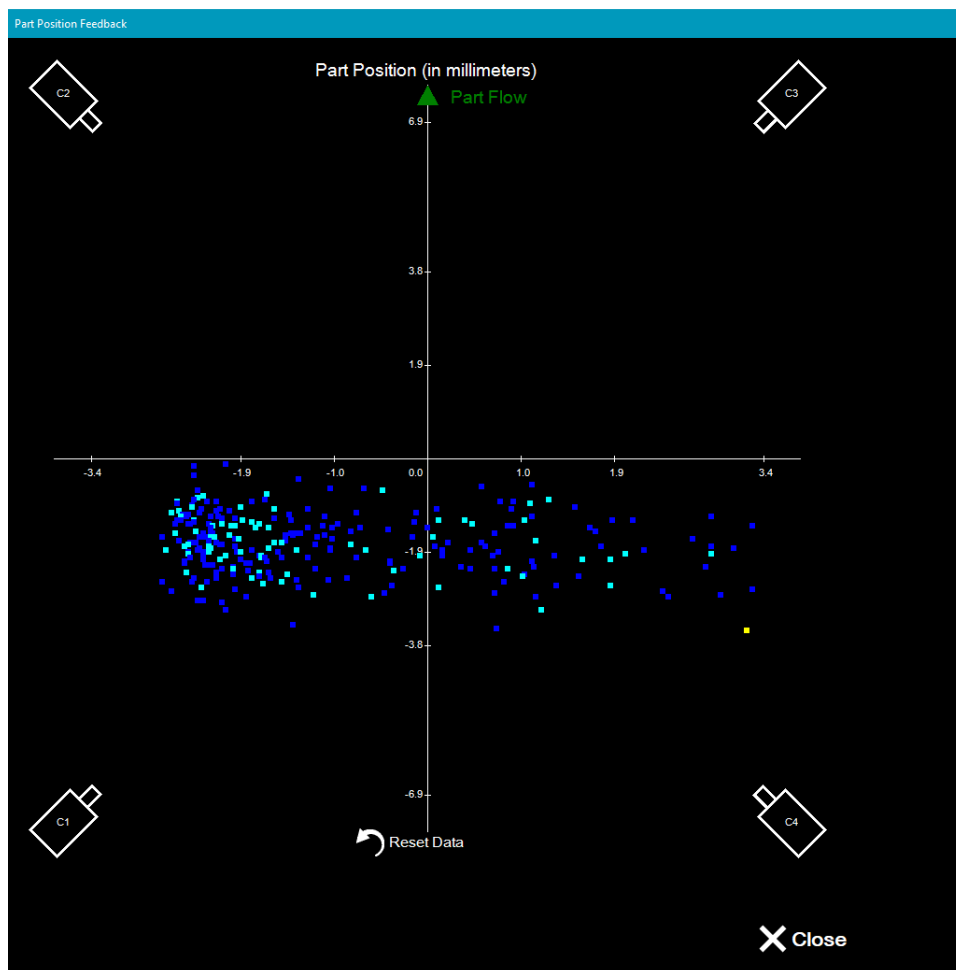 Part Position Feedback
Part Position (in millimeters)
C2
C3
Part Flow
6.9
3.8
1.9
-3.4
-1.9
-1.0
0.0
1.0
1.9
3.4
-1.9
-3.8
-6.9
C1
C4
Reset Data
Close